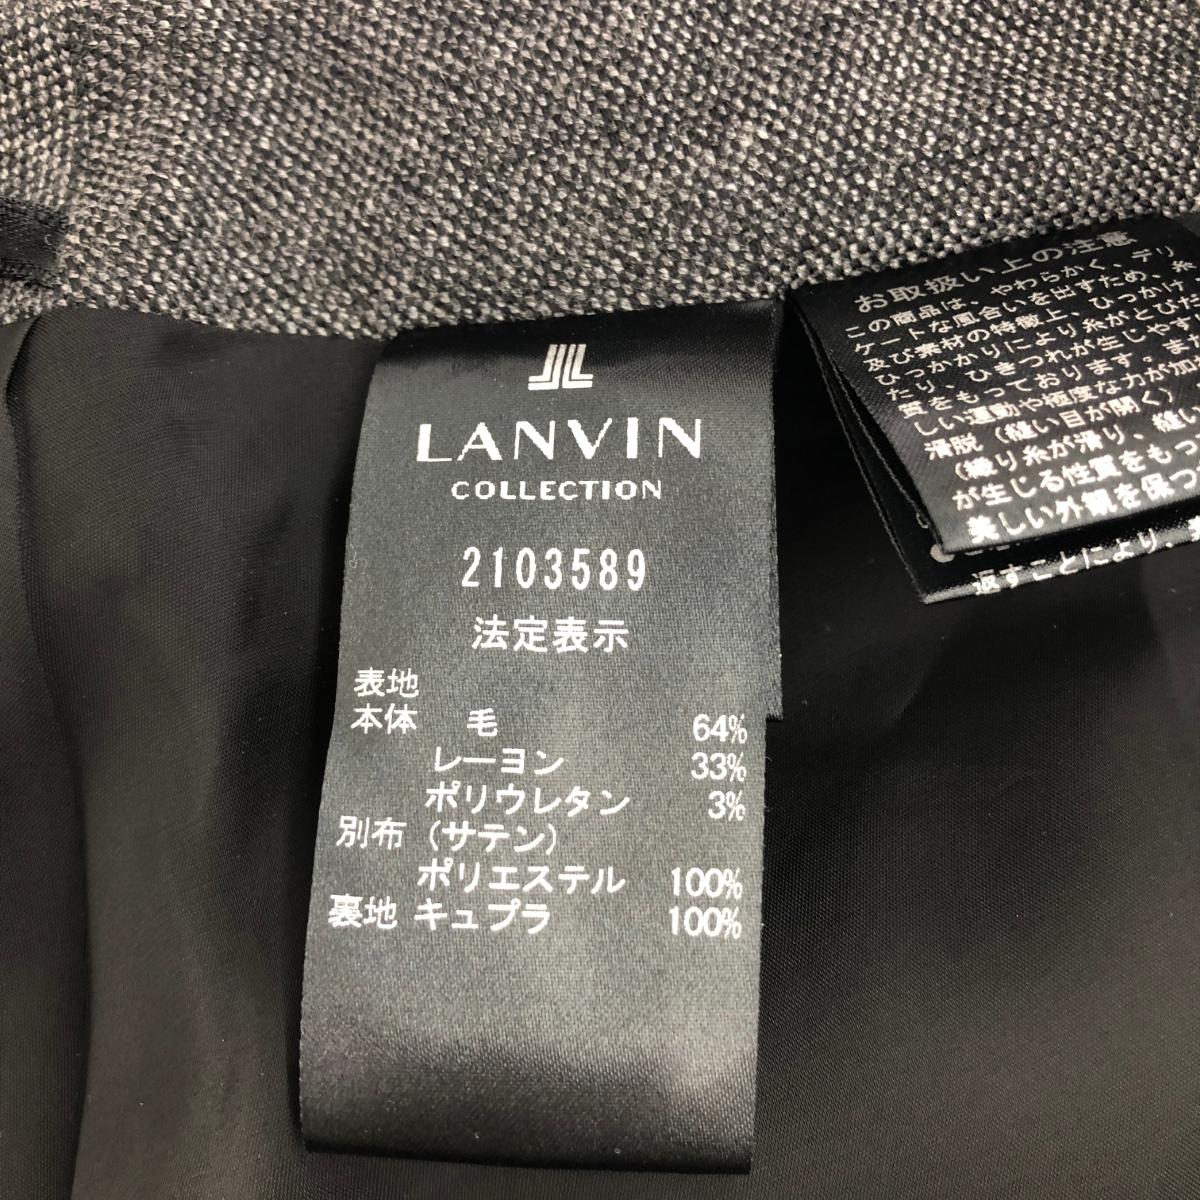 LANVIN
COLLECTION
2103589
法定表示
表地
本体 毛 64%
レーヨン 33%
ポリウレタン 3%
別布 (サテン)
ポリエステル 100%
裏地 キュプラ 100%
お取扱い上の注意
この商品は、やわらかく、デリ
ケートな風合いを出すため、糸
及び素材の特徴上、ひっかけ
ひっかかりにより糸がとびだ
たり、ひきつれが生じやす
質をもっております。また
しい運動や極度な力が加
滑脱（縫い目が開く）
（織り糸が滑り、縫い
が生じる性質をもっ
美しい外観を保つ
返すことにより、